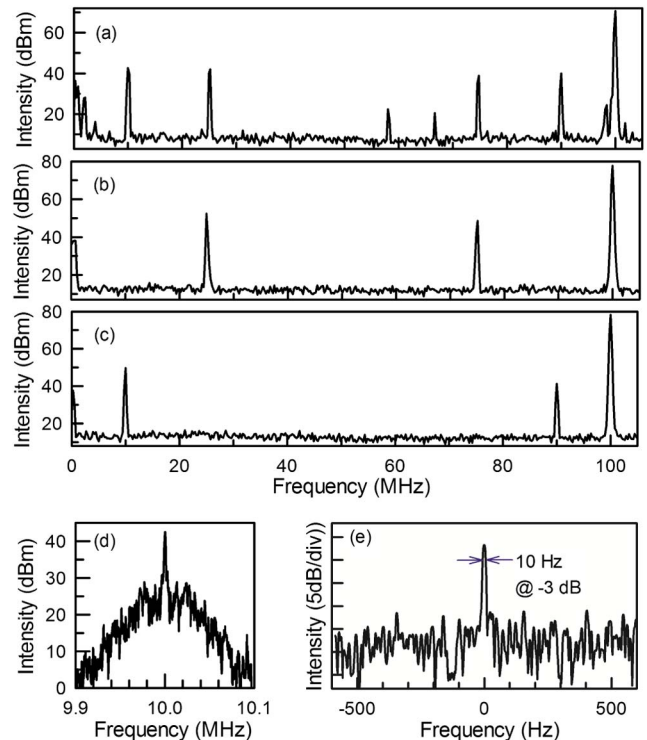 (a)
Intensity (dBm)
60
40
20
(b)
Intensity (dBm)
80
60
40
20
(c)
Intensity (dBm)
80
60
40
20
0 20 40 60 80 100
Frequency (MHz)
(d)
Intensity (dBm)
40
30
20
10
0
9.9 10.0 10.1
Frequency (MHz)
(e)
Intensity (5dB/div))
10 Hz
@ -3 dB
-500 0 500
Frequency (Hz)